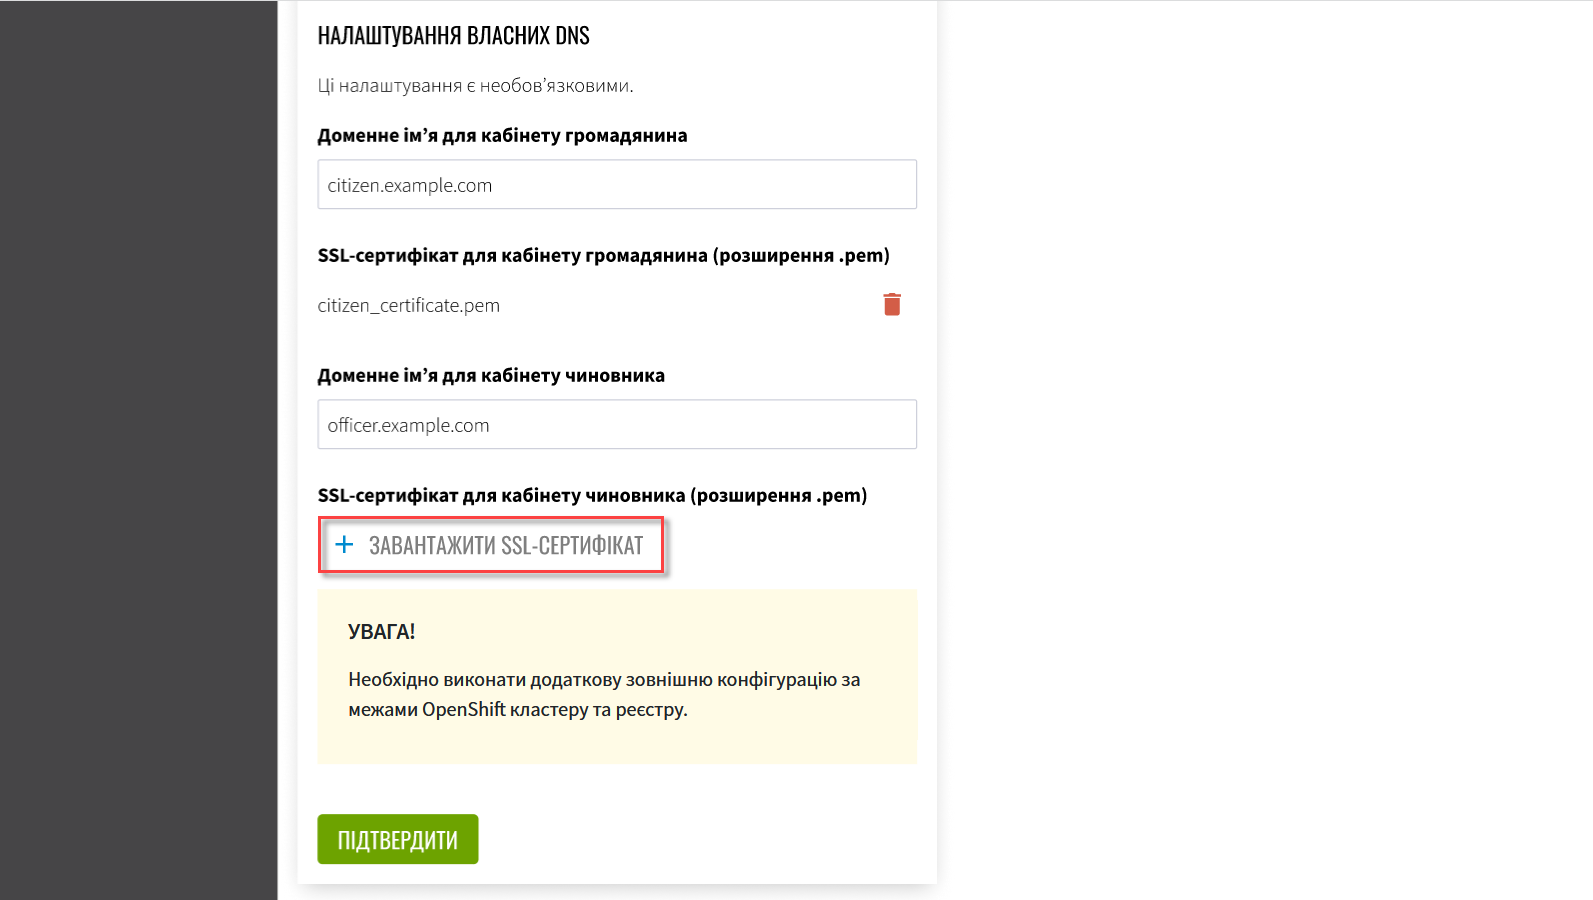 НАЛАШТУВАННЯ ВЛАСНИХ DNS
Ці налаштування є необов’язковими.
Доменне ім’я для кабінету громадянина
citizen.example.com
SSL-сертифікат для кабінету громадянина (розширення .pem)
citizen_certificate.pem
Доменне ім’я для кабінету чиновника
officer.example.com
SSL-сертифікат для кабінету чиновника (розширення .pem)
+ ЗАВАНТАЖИТИ SSL-СЕРТИФІКАТ
УВАГА!
Необхідно виконати додаткову зовнішню конфігурацію за
межами OpenShift кластеру та реєстру.
ПІДТВЕРДИТИ